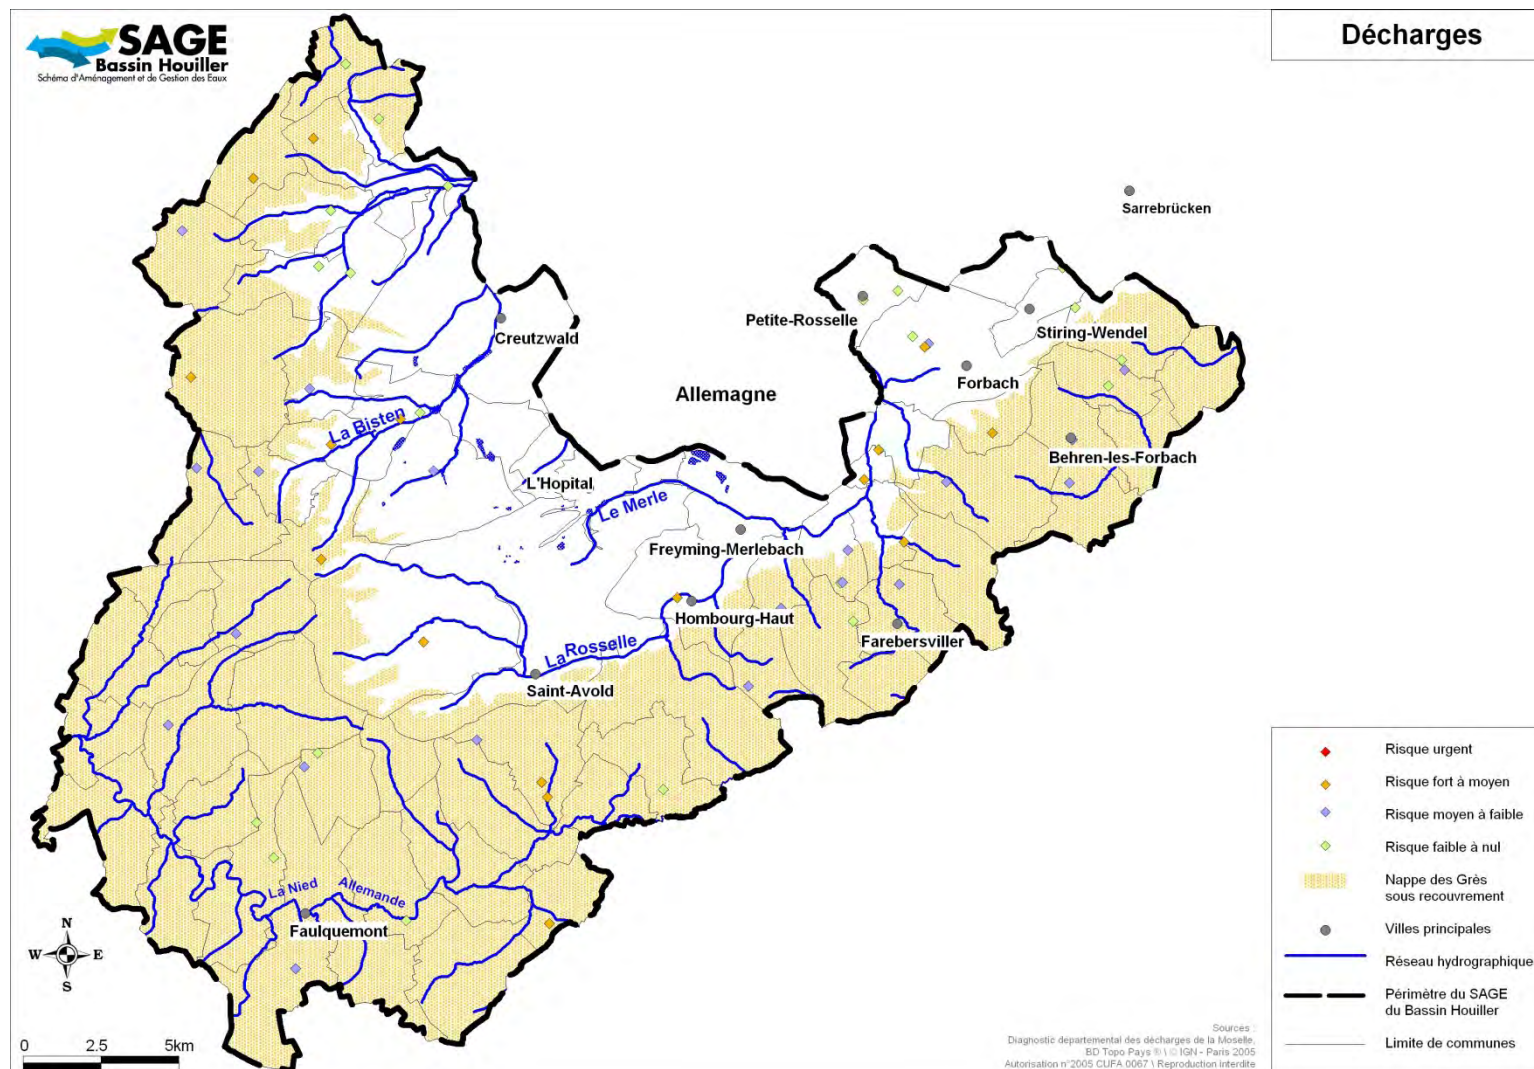 SAGE
Bassin Houiller
Schéma d'Aménagement et de Gestion des Eaux
Décharges
Sarrebrücken
Petite-Rosselle
Stiring-Wendel
Creutzwald
Forbach
Allemagne
La Bisten
Behren-les-Forbach
L'Hopital
Le Merle
Freyming-Merlebach
Hombourg-Haut
Farebersviller
La Rosselle
Saint-Avold
La Nied
Allemande
Faulquemont
N
W
E
S
0
2.5
5km
Risque urgent
Risque fort à moyen
Risque moyen à faible
Risque faible à nul
Nappe des Grès
sous recouvrement
Villes principales
Réseau hydrographique
Périmètre du SAGE
du Bassin Houiller
Limite de communes
Sources :
Diagnostic départemental des décharges de la Moselle,
BD Topo Pays ® \ © IGN - Paris 2005
Autorisation n°2005 CUFA 0067 \ Reproduction interdite